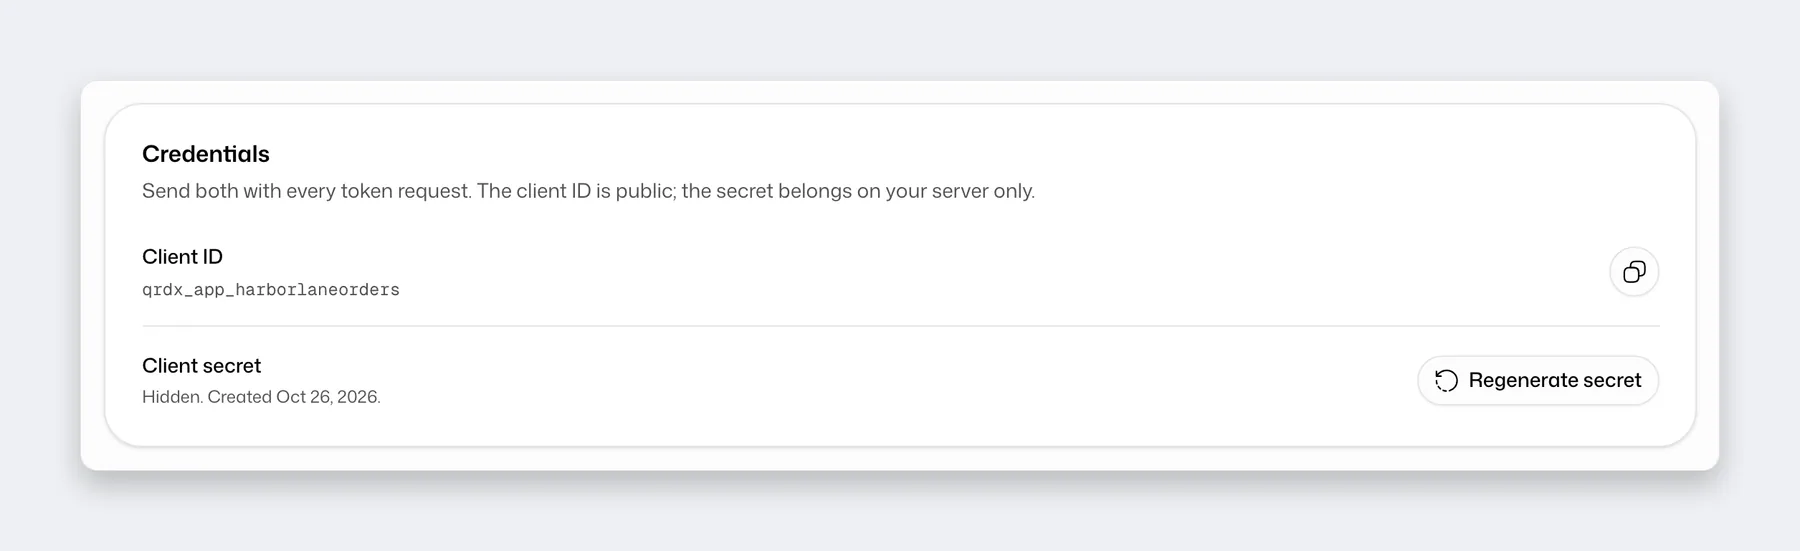 Credentials
Send both with every token request. The client ID is public; the secret belongs on your server only.
Client ID
qrdx_app_harborlaneorders
Client secret
Hidden. Created Oct 26, 2026.
Regenerate secret